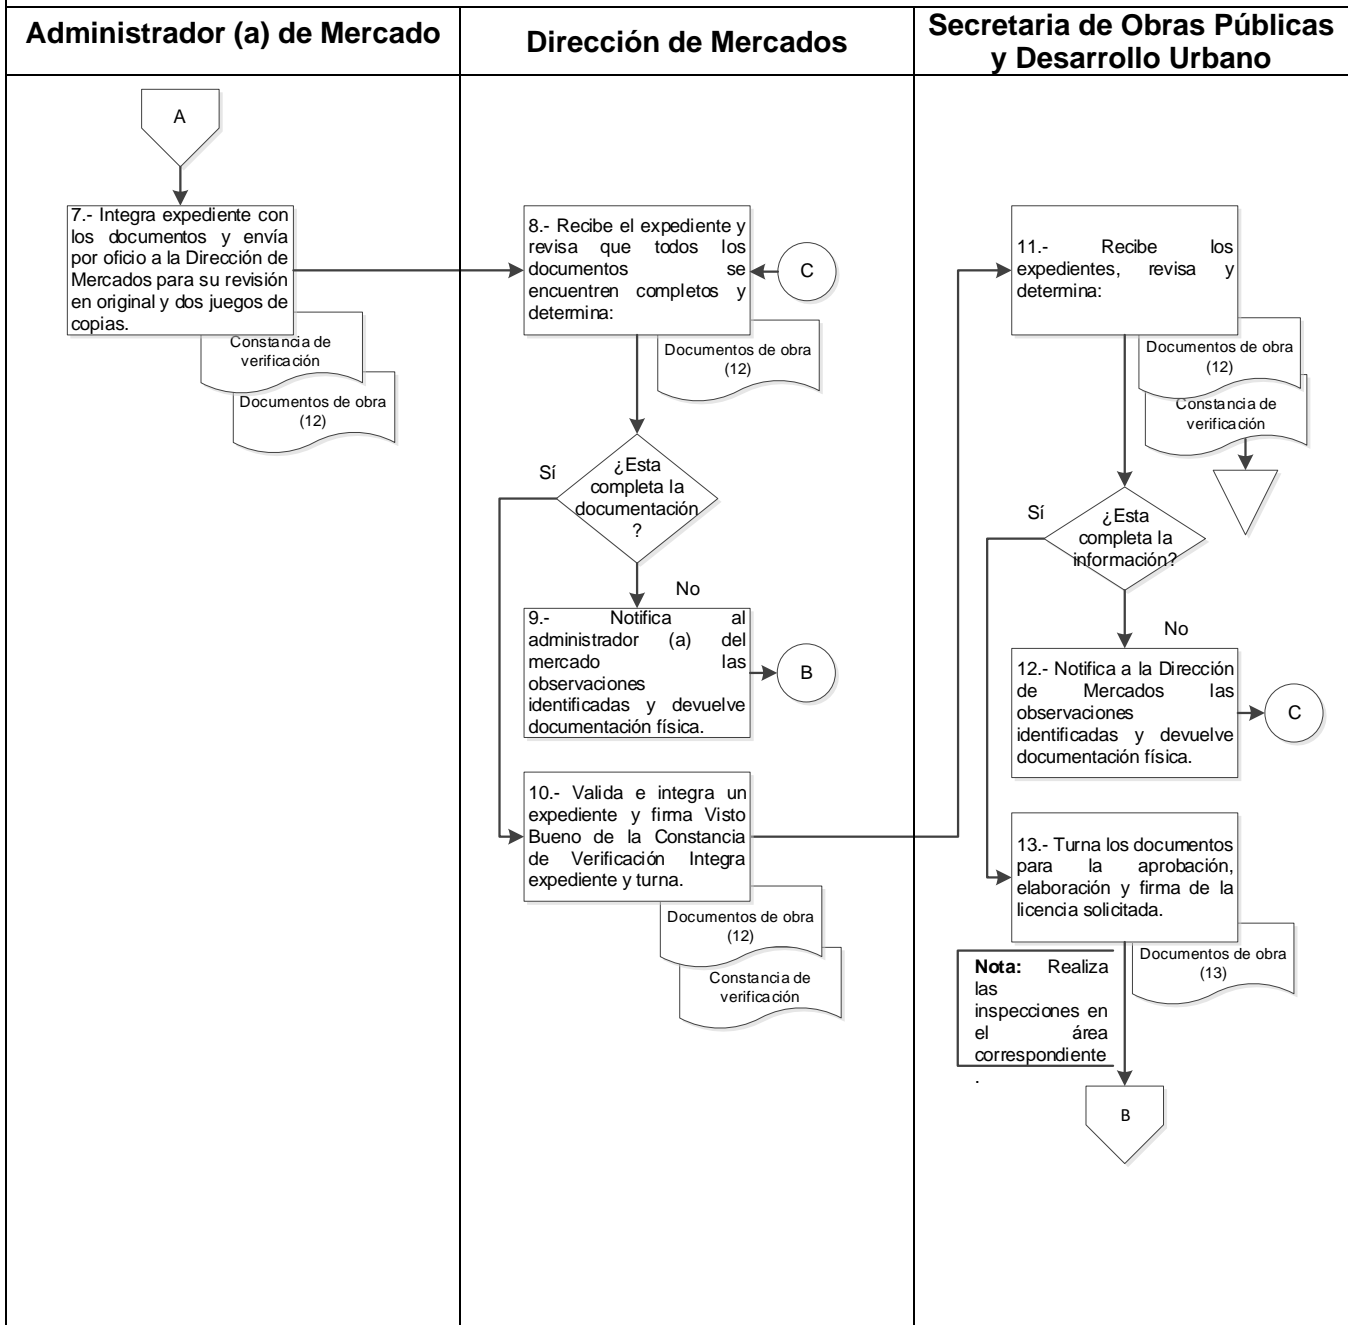 Administrador (a) de Mercado
Dirección de Mercados
Secretaria de Obras Públicas
y Desarrollo Urbano
A
7.- Integra expediente con
los documentos y envía
por oficio a la Dirección de
Mercados para su revisión
en original y dos juegos de
copias.
Constancia de
verificación
Documentos de obra
(12)
8.- Recibe el expediente y
revisa que todos los
documentos se
encuentren completos y
determina:
C
Documentos de obra
(12)
¿Esta
completa la
documentación
?
Sí
No
9.- Notifica al
administrador (a) del
mercado las
observaciones
identificadas y devuelve
documentación física.
B
10.- Valida e integra un
expediente y firma Visto
Bueno de la Constancia
de Verificación Integra
expediente y turna.
Documentos de obra
(12)
Constancia de
verificación
11.- Recibe los
expedientes, revisa y
determina:
Documentos de obra
(12)
Constancia de
verificación
¿Esta
completa la
información?
Sí
No
12.- Notifica a la Dirección
de Mercados las
observaciones
identificadas y devuelve
documentación física.
C
13.- Turna los documentos
para la aprobación,
elaboración y firma de la
licencia solicitada.
Documentos de obra
(13)
Nota: Realiza
las
inspecciones en
el área
correspondiente
.
B